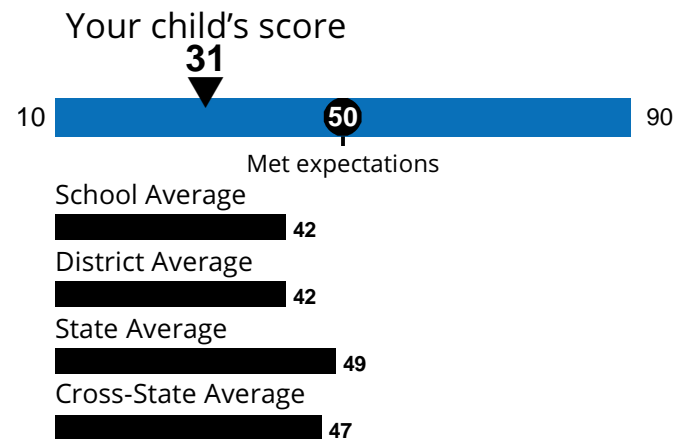 Your child’s score
31
10 50 90
Met expectations
School Average
42
District Average
42
State Average
49
Cross-State Average
47